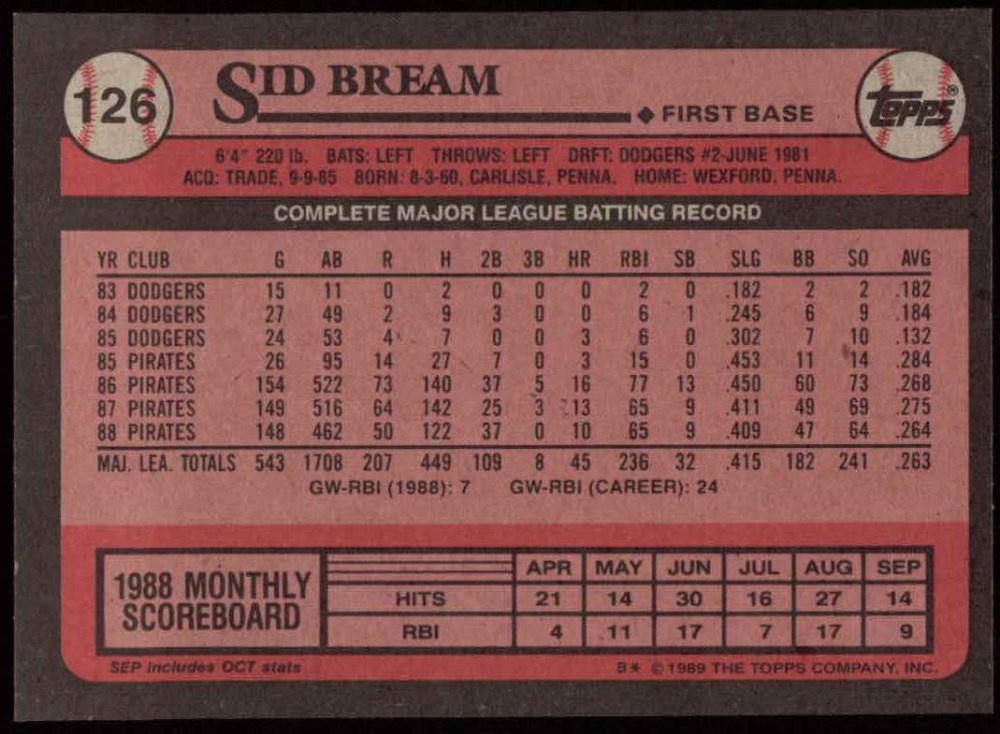 126
SID BREAM
◆ FIRST BASE
topps®
6'4" 220 lb. BATS: LEFT THROWS: LEFT DRFT: DODGERS #2-JUNE 1981
ACQ: TRADE, 9-9-85 BORN: 8-3-60, CARLISLE, PENNA. HOME: WEXFORD, PENNA.
COMPLETE MAJOR LEAGUE BATTING RECORD
YR CLUB G AB R H 2B 3B HR RBI SB SLG BB SO AVG
83 DODGERS 15 11 0 2 0 0 0 2 0 .182 2 2 .182
84 DODGERS 27 49 2 9 3 0 0 6 1 .245 6 9 .184
85 DODGERS 24 53 4 7 0 0 3 6 0 .302 7 10 .132
85 PIRATES 26 95 14 27 7 0 3 15 0 .453 11 14 .284
86 PIRATES 154 522 73 140 37 5 16 77 13 .450 60 73 .268
87 PIRATES 149 516 64 142 25 3 13 65 9 .411 49 69 .275
88 PIRATES 148 462 50 122 37 0 10 65 9 .409 47 64 .264
MAJ. LEA. TOTALS 543 1708 207 449 109 8 45 236 32 .415 182 241 .263
GW-RBI (1988): 7 GW-RBI (CAREER): 24
1988 MONTHLY
SCOREBOARD
APR MAY JUN JUL AUG SEP
HITS 21 14 30 16 27 14
RBI 4 11 17 7 17 9
SEP includes OCT stats
B* © 1989 THE TOPPS COMPANY, INC.